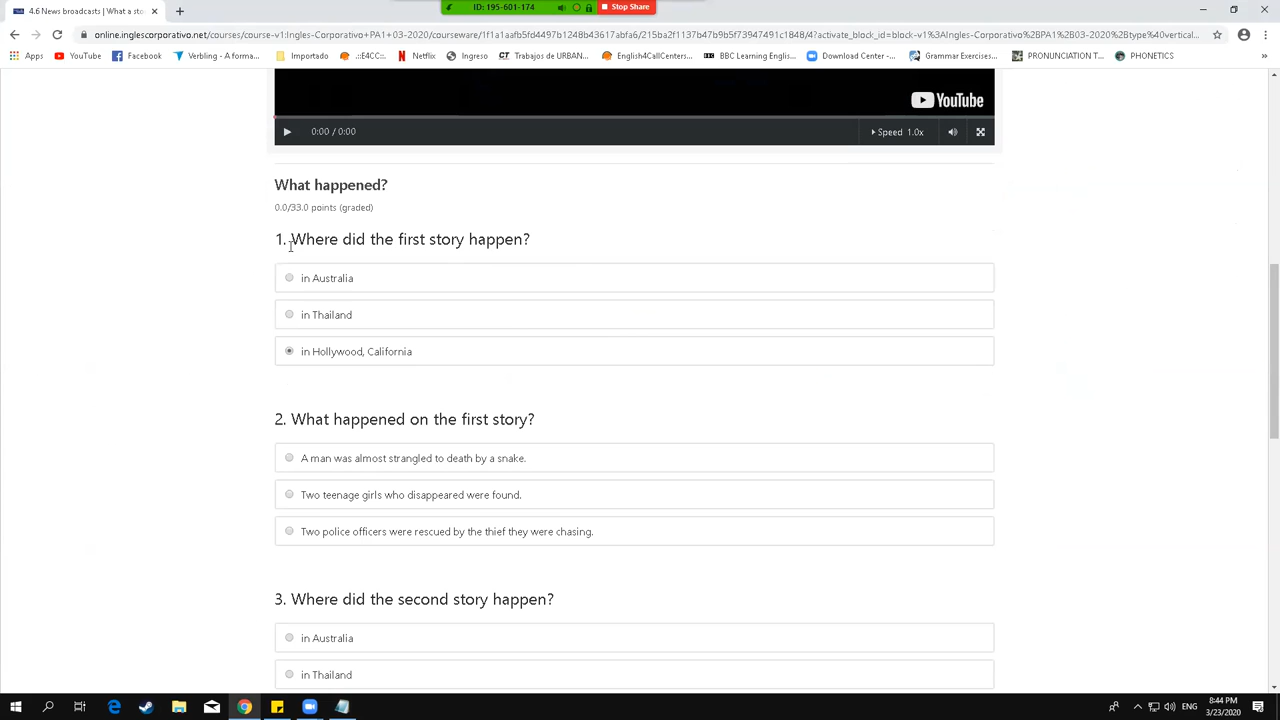 ID: 195-601-174
Stop Share
4.6 News broadcasts | What a sto
online.inglescorporativo.net/courses/course-v1:Ingles-Corporativo+PA1+03-2020/courseware/1f1a1aafb5fd4497b1248b43617abfa6/215ba2f1137b47b9b5f73947491c1848/4?activate_block_id=block-v1%3AIngles-Corporativo%2BPA1%2B03-2020%2Btype%40vertical...
Apps YouTube Facebook Verbling - A forma... Importado .::E4CC::. Netflix Ingreso Trabajos de URBAN... English4CallCenters... BBC Learning Englis... Download Center -... Grammar Exercises... PRONUNCIATION T... PHONETICS
YouTube
0:00 / 0:00 Speed 1.0x
What happened?
0.0/33.0 points (graded)
1. Where did the first story happen?
in Australia
in Thailand
in Hollywood, California
2. What happened on the first story?
A man was almost strangled to death by a snake.
Two teenage girls who disappeared were found.
Two police officers were rescued by the thief they were chasing.
3. Where did the second story happen?
in Australia
in Thailand
ENG
8:44 PM
3/23/2020